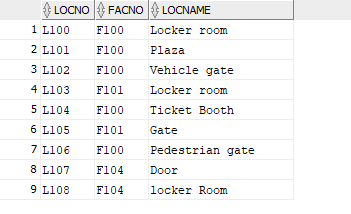 LOCNO FACNO LOCNAME
1 L100 F100 Locker room
2 L101 F100 Plaza
3 L102 F100 Vehicle gate
4 L103 F101 Locker room
5 L104 F100 Ticket Booth
6 L105 F101 Gate
7 L106 F100 Pedestrian gate
8 L107 F104 Door
9 L108 F104 locker Room